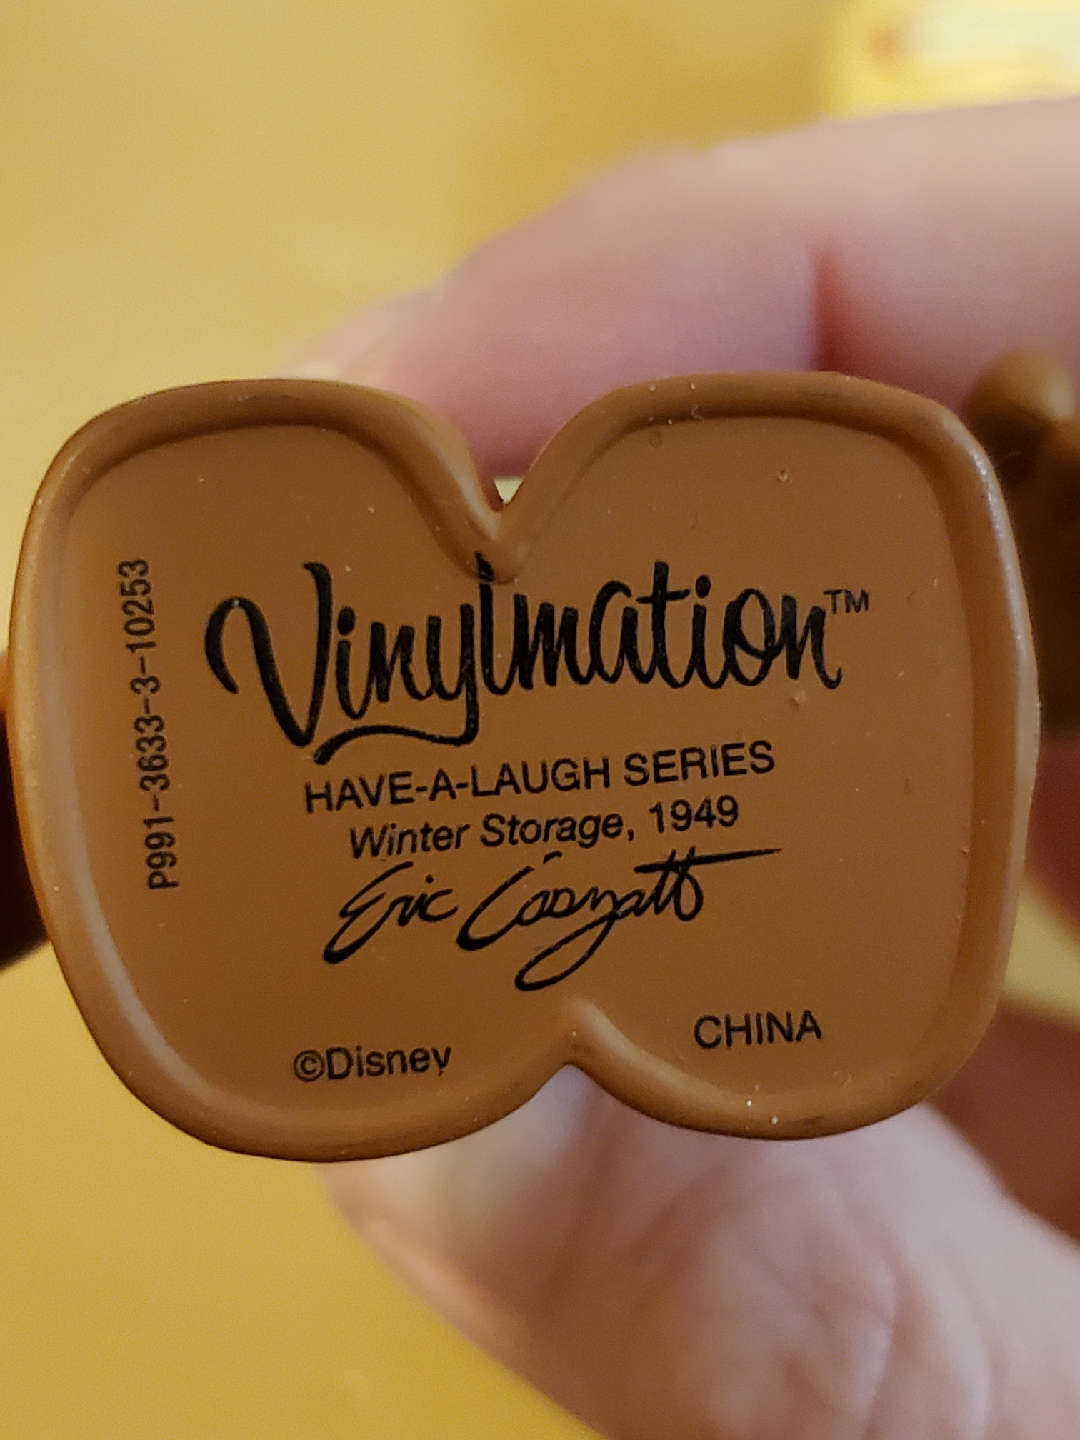 Vinylmation™
HAVE-A-LAUGH SERIES
Winter Storage, 1949
Eric Caszatt
©Disney
CHINA
P991-3633-3-10253